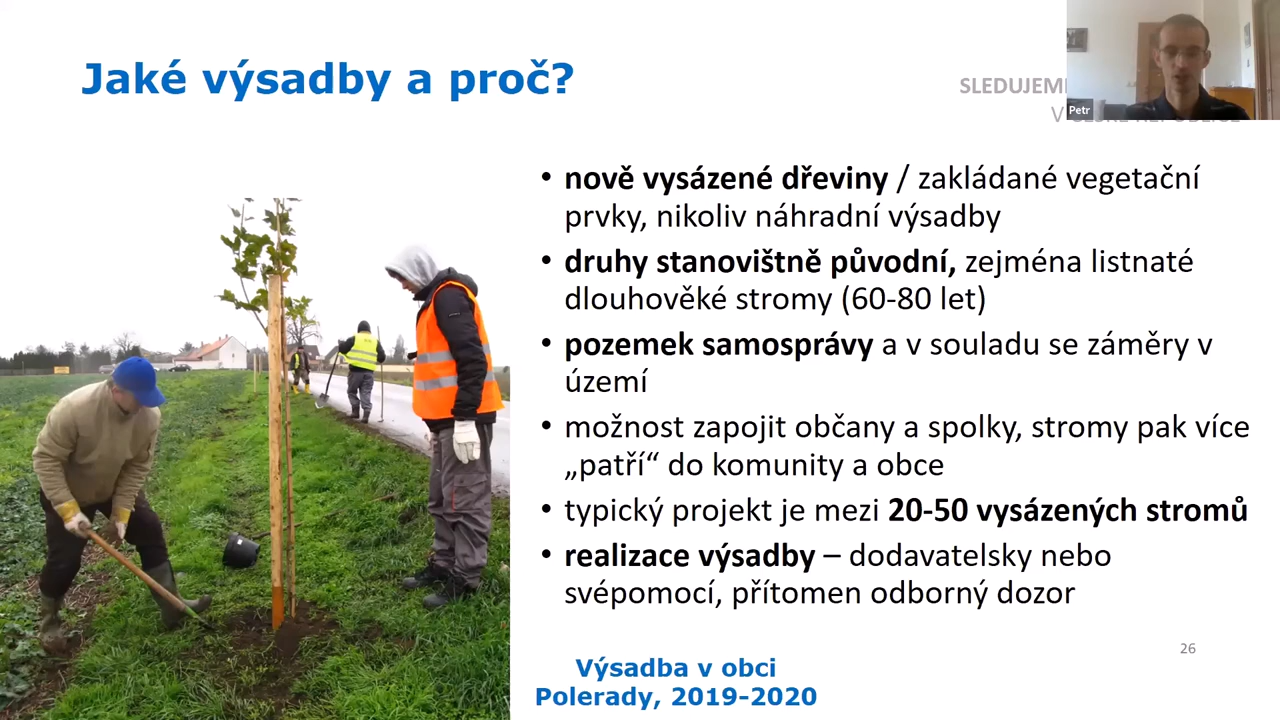 Jaké výsadby a proč?
SLEDUJEM
Petr
• nově vysázené dřeviny / zakládané vegetační
prvky, nikoliv náhradní výsadby
• druhy stanovištně původní, zejména listnaté
dlouhověké stromy (60-80 let)
• pozemek samosprávy a v souladu se záměry v
území
• možnost zapojit občany a spolky, stromy pak více
„patří“ do komunity a obce
• typický projekt je mezi 20-50 vysázených stromů
• realizace výsadby – dodavatelsky nebo
svépomocí, přítomen odborný dozor
26
Výsadba v obci
Polerady, 2019-2020